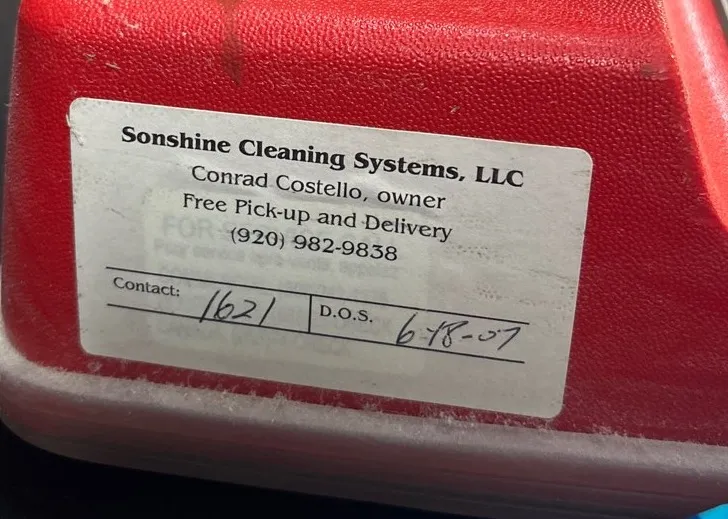 Sonshine Cleaning Systems, LLC
Conrad Costello, owner
Free Pick-up and Delivery
(920) 982-9838
Contact: 1621 D.O.S. 6-18-07